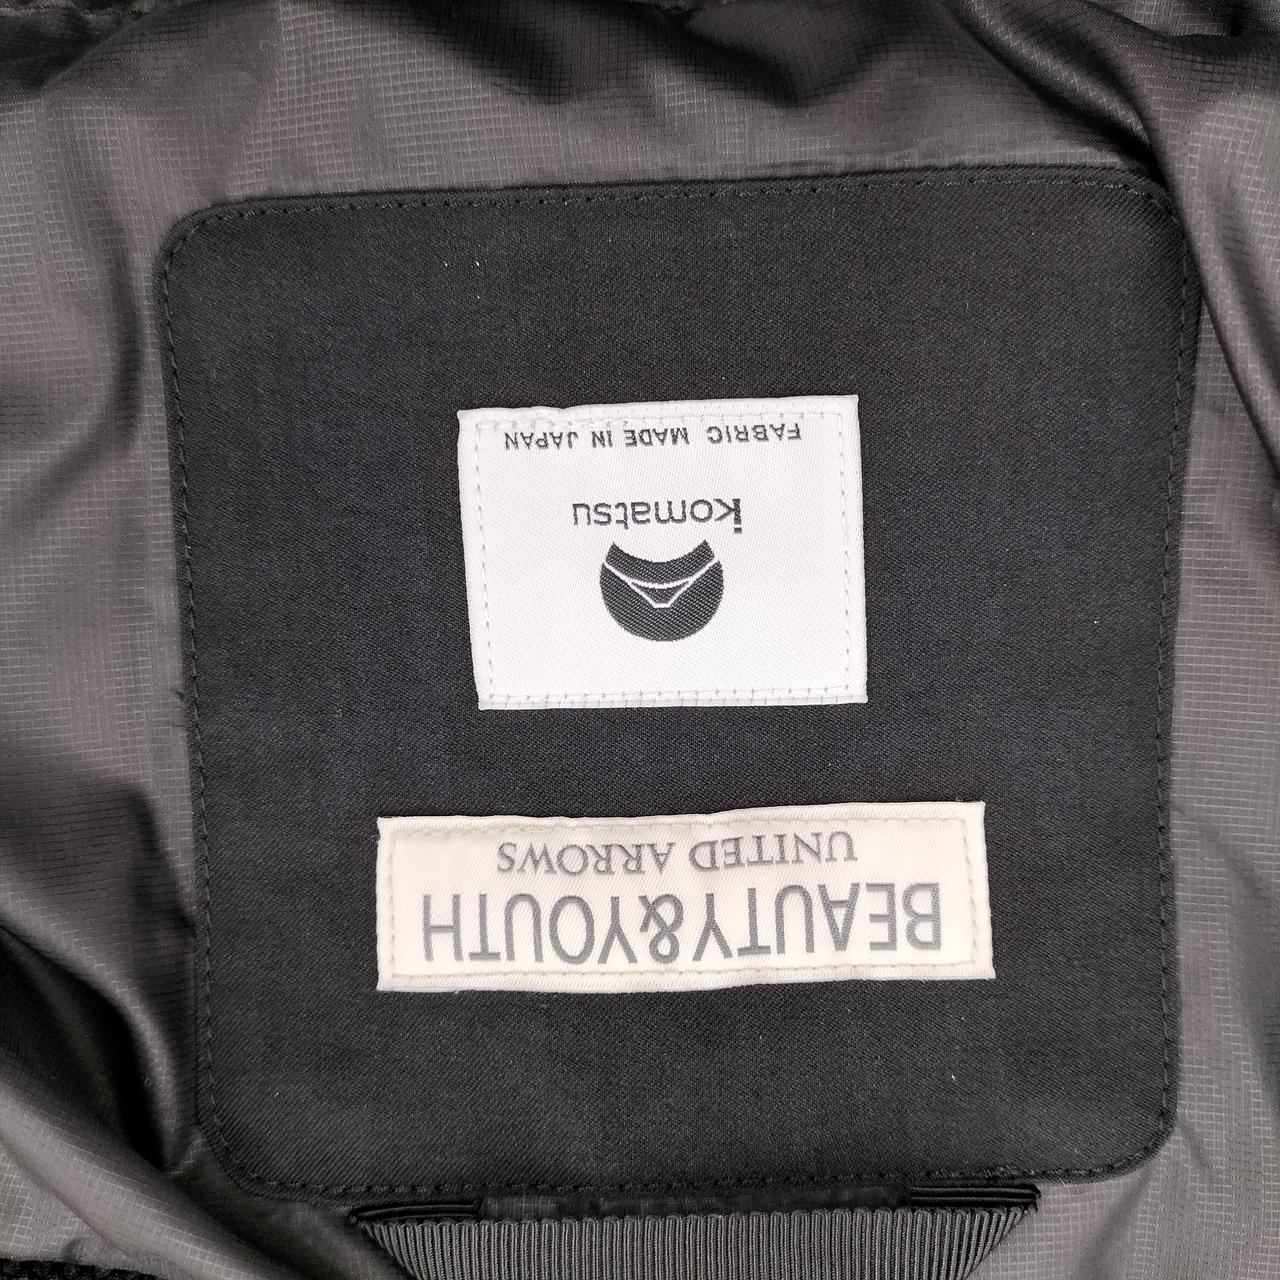 BEAUTY&YOUTH
UNITED ARROWS
komatsu
FABRIC MADE IN JAPAN